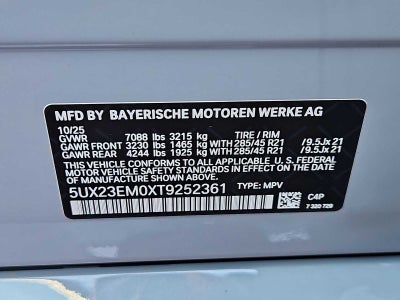 MFD BY BAYERISCHE MOTOREN WERKE AG
10/25
GVWR 7088 lbs 3215 kg TIRE / RIM
GAWR FRONT 3230 lbs 1465 kg WITH 285/45 R21 / 9.5Jx 21
GAWR REAR 4244 lbs 1925 kg WITH 285/45 R21 / 9.5Jx 21
THIS VEHICLE CONFORMS TO ALL APPLICABLE
U.S. FEDERAL MOTOR VEHICLE SAFETY STANDARDS
IN EFFECT ON THE DATE OF MANUFACTURE SHOWN ABOVE.
5UX23EM0XT9252361 TYPE: MPV
C4P
7 320 729